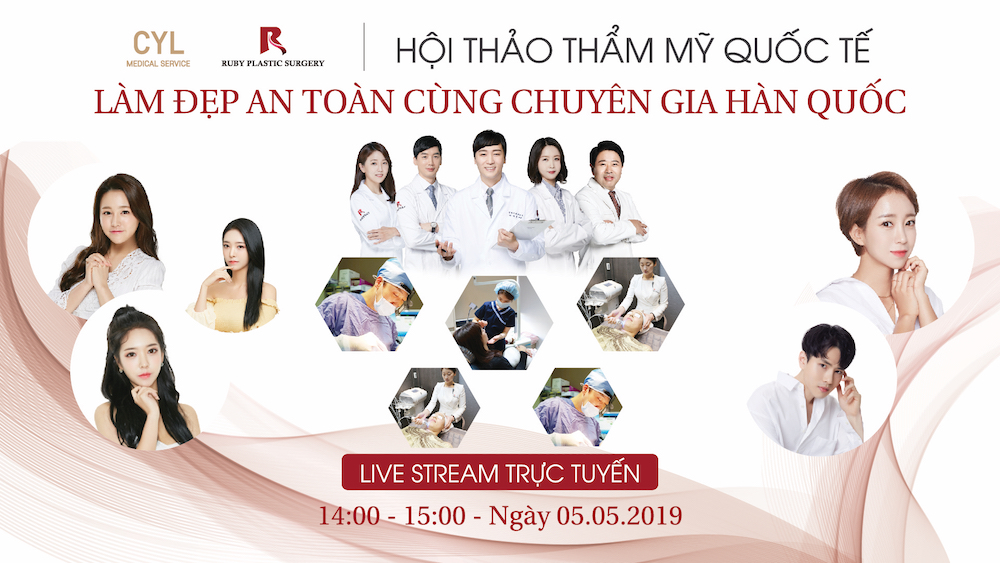 CYL
MEDICAL SERVICE
R
RUBY PLASTIC SURGERY
HỘI THẢO THẨM MỸ QUỐC TẾ
LÀM ĐẸP AN TOÀN CÙNG CHUYÊN GIA HÀN QUỐC
LIVE STREAM TRỰC TUYẾN
14:00 - 15:00 - Ngày 05.05.2019